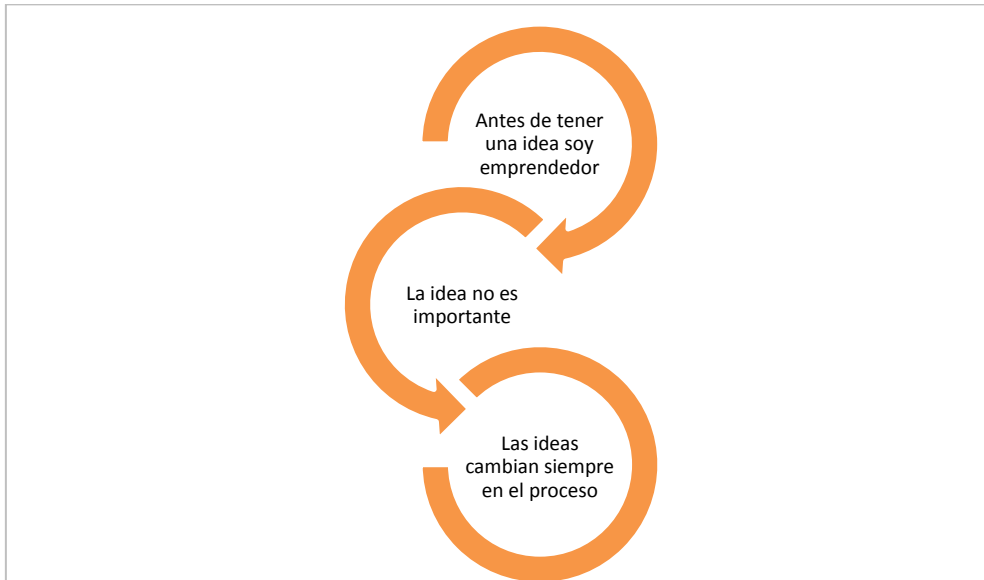 Antes de tener
una idea soy
emprendedor
La idea no es
importante
Las ideas
cambian siempre
en el proceso